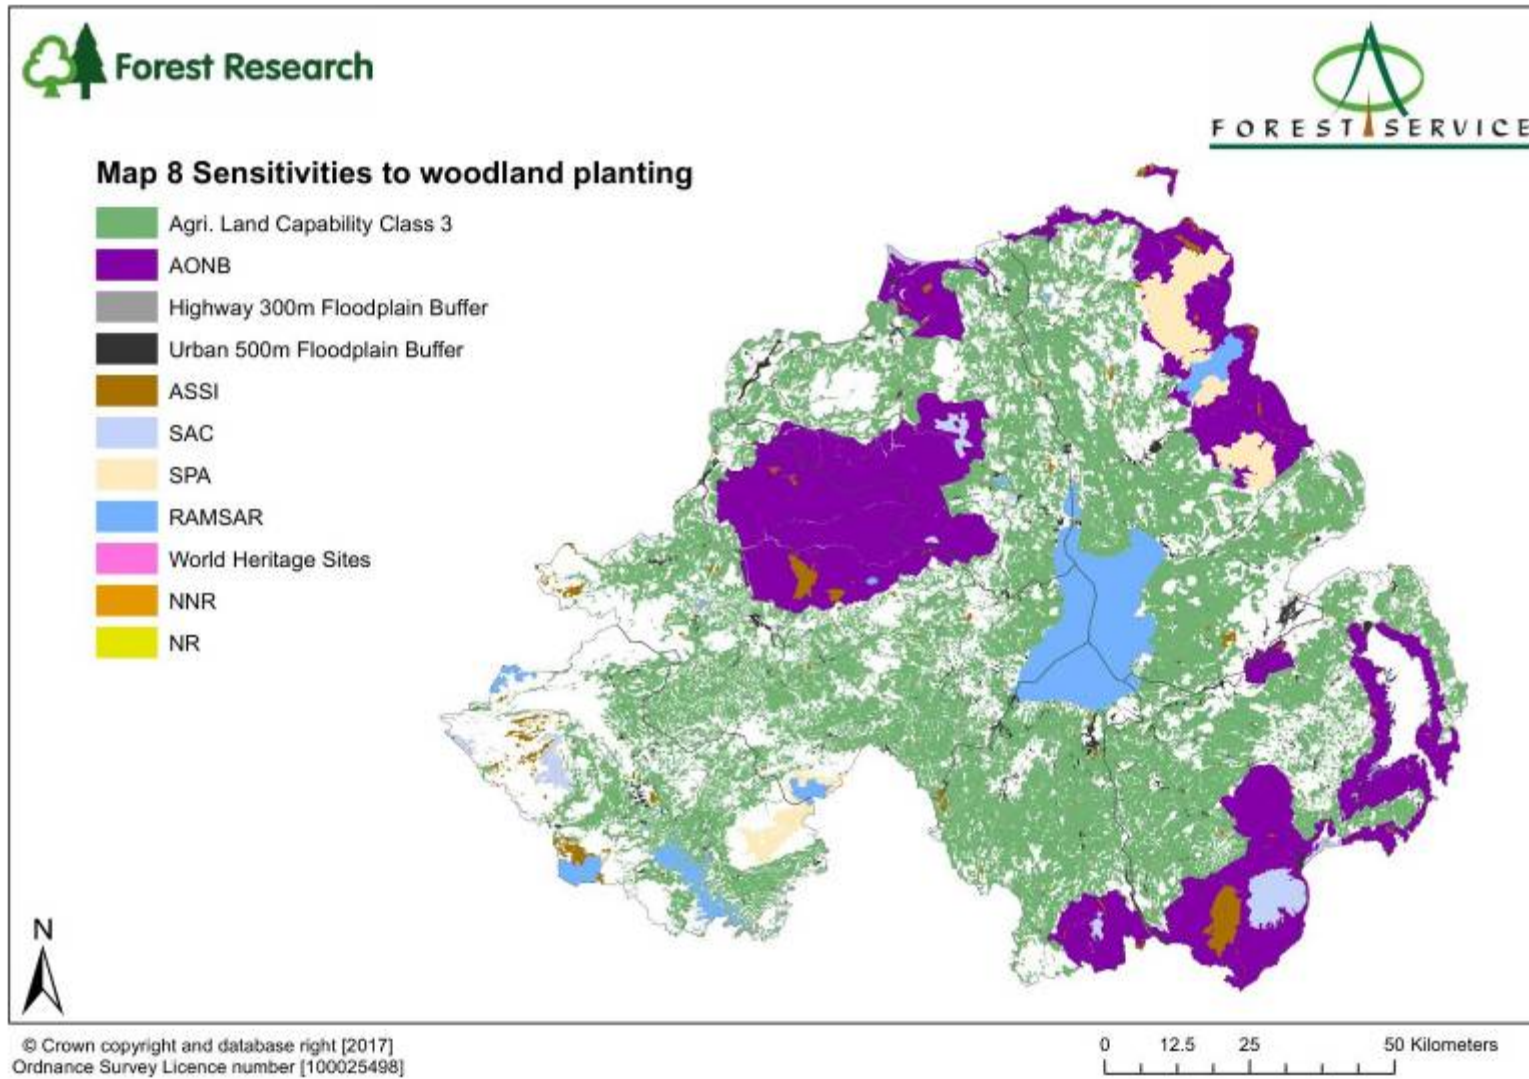 Forest Research
FOREST SERVICE
Map 8 Sensitivities to woodland planting
Agri. Land Capability Class 3
AONB
Highway 300m Floodplain Buffer
Urban 500m Floodplain Buffer
ASSI
SAC
SPA
RAMSAR
World Heritage Sites
NNR
NR
N
© Crown copyright and database right [2017]
Ordnance Survey Licence number [100025498]
0 12.5 25 50 Kilometers